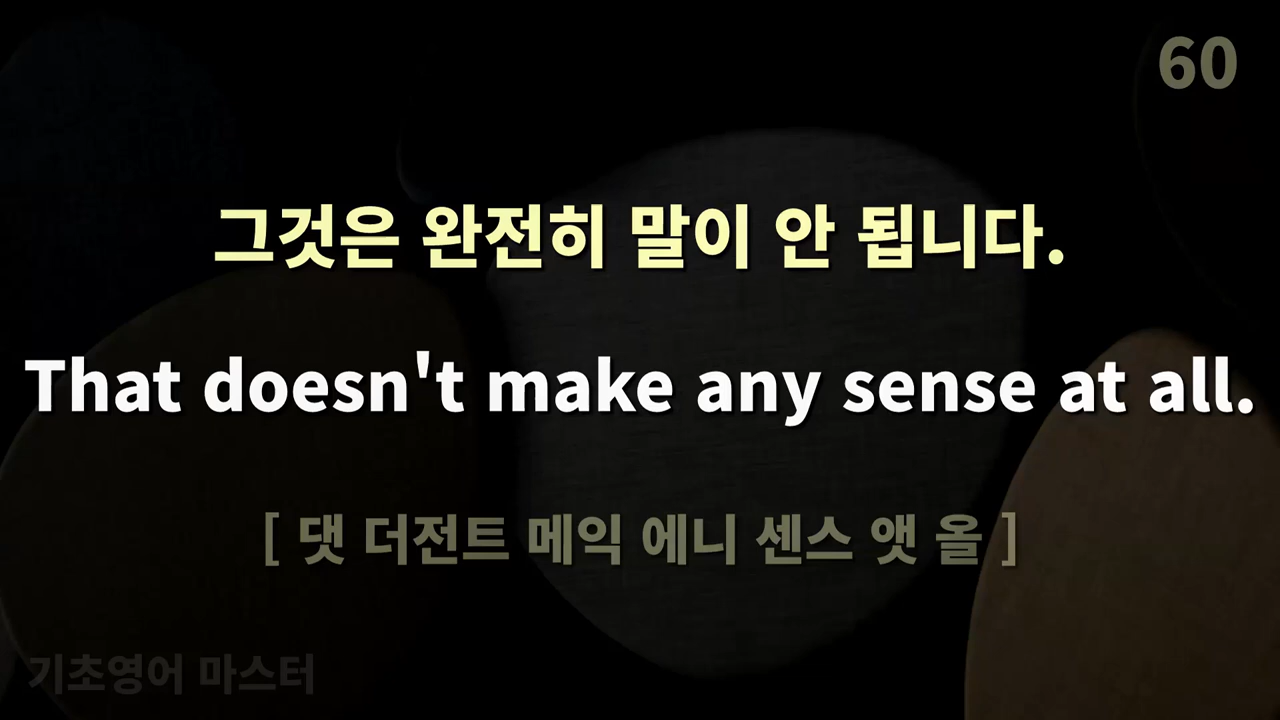 60
그것은 완전히 말이 안 됩니다.
That doesn't make any sense at all.
[ 댓 더전트 메익 에니 센스 앳 올 ]
기초영어 마스터